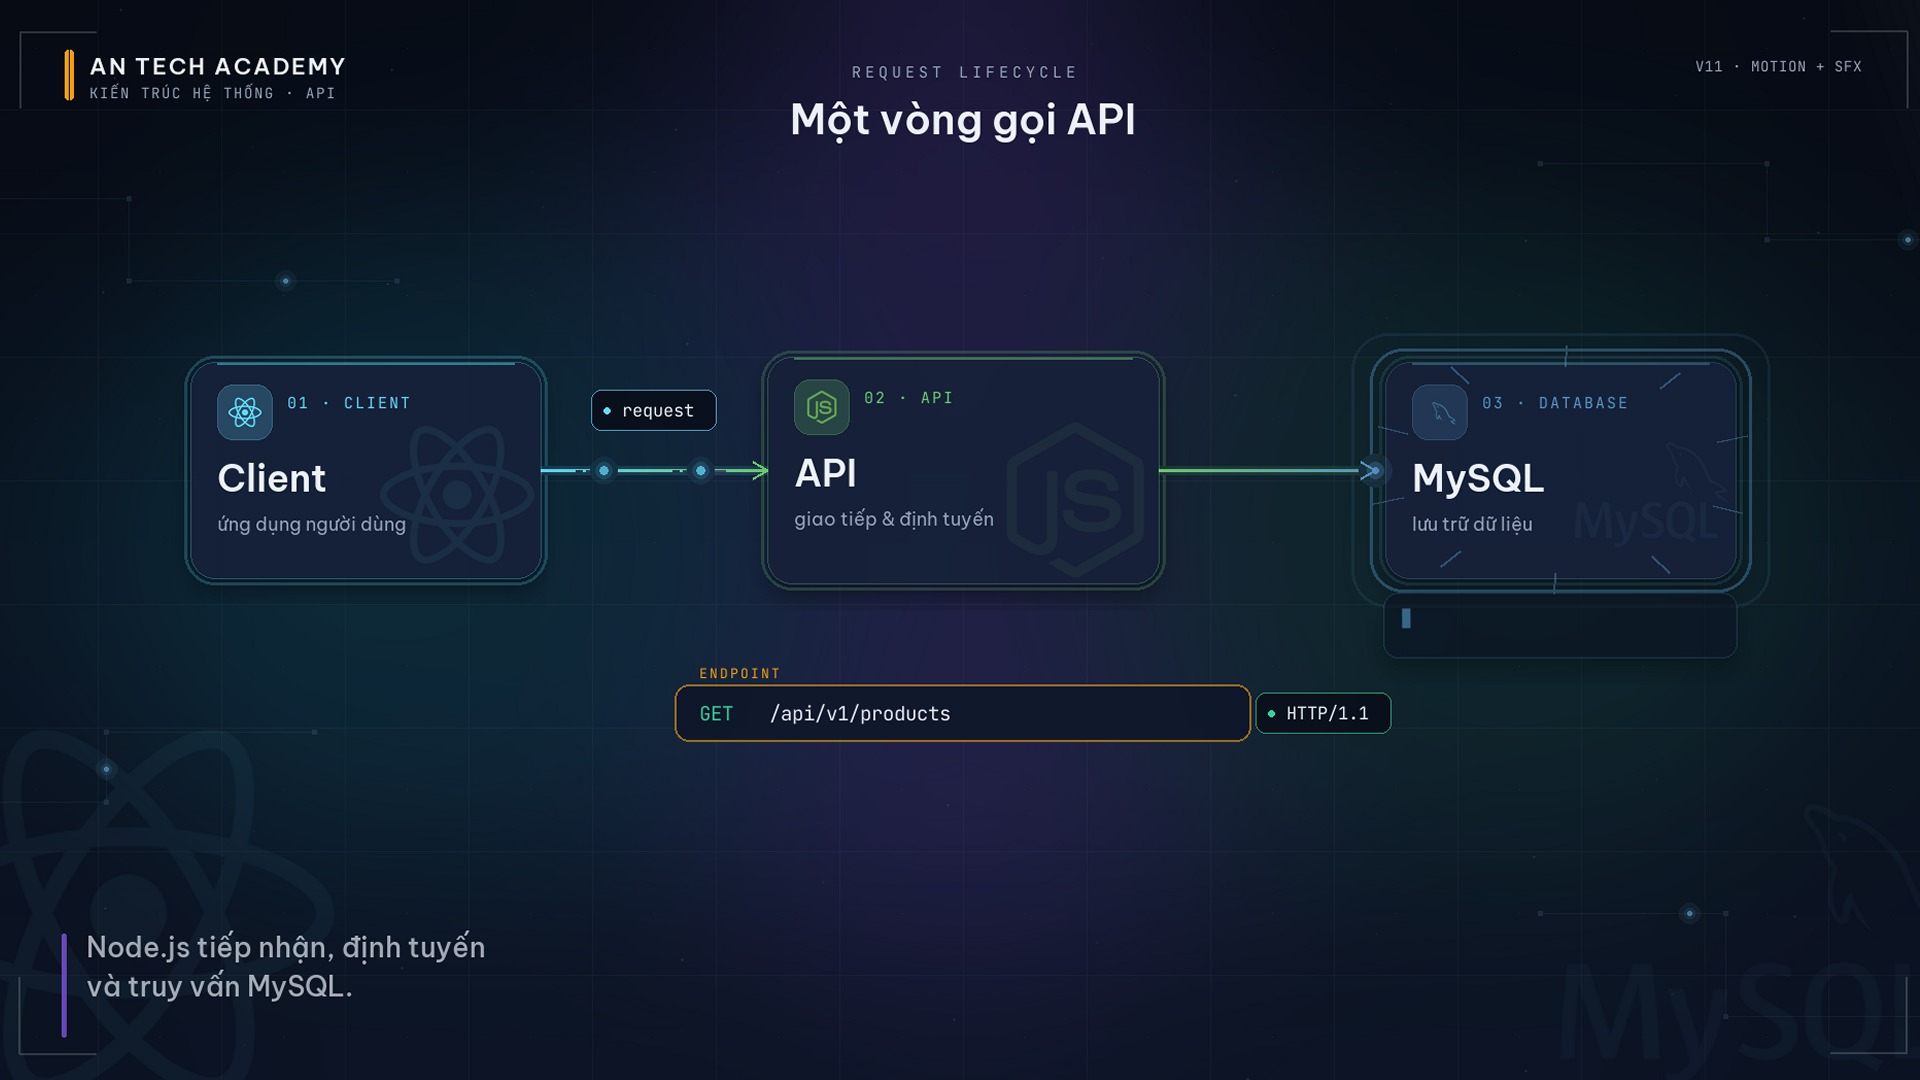 AN TECH ACADEMY
KIẾN TRÚC HỆ THỐNG · API
REQUEST LIFECYCLE
Một vòng gọi API
V11 · MOTION + SFX
01 · CLIENT
Client
ứng dụng người dùng
request
02 · API
API
giao tiếp & định tuyến
JS
03 · DATABASE
MySQL
lưu trữ dữ liệu
MySQL
ENDPOINT
GET /api/v1/products
HTTP/1.1
Node.js tiếp nhận, định tuyến
và truy vấn MySQL.
MySQL